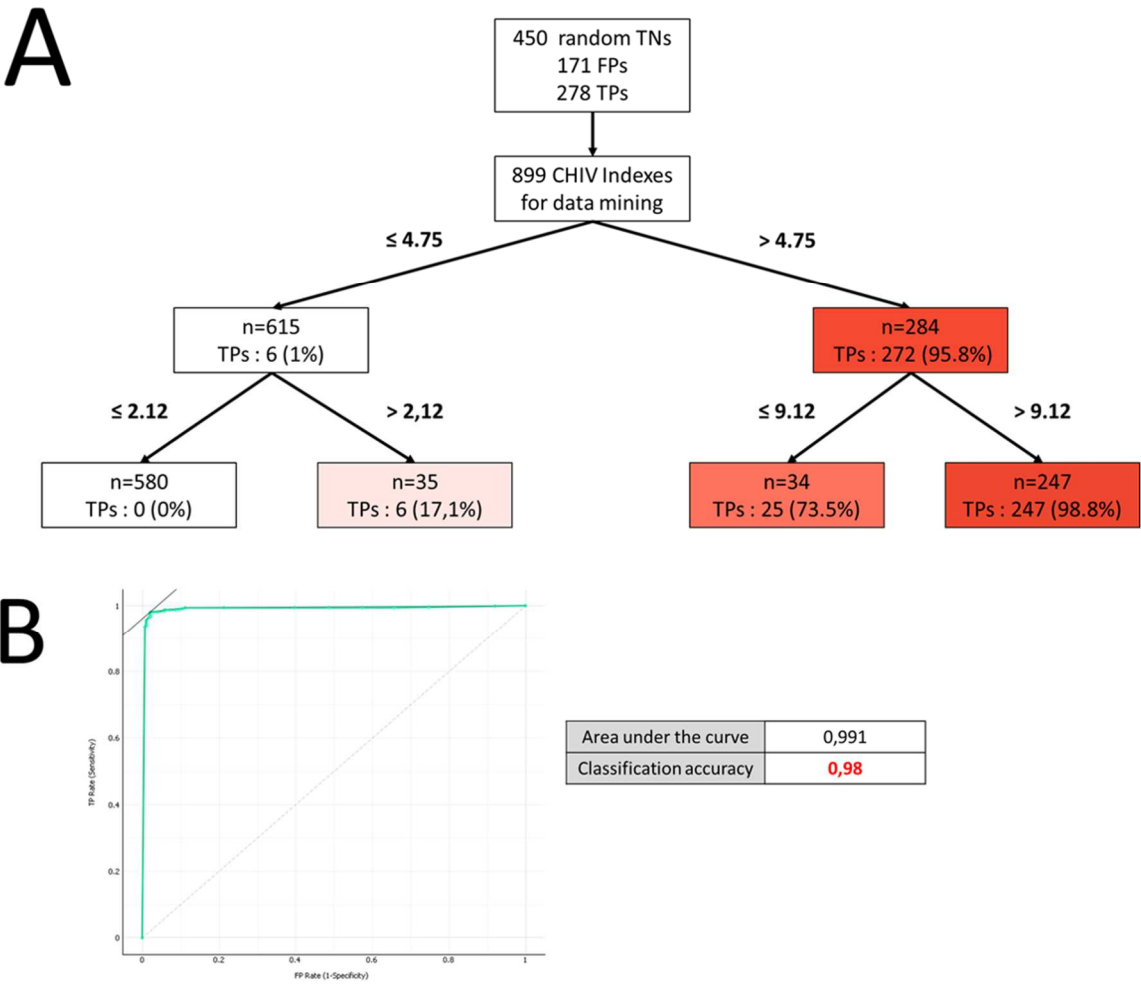 A
450 random TNs
171 FPs
278 TPs
899 CHIV Indexes
for data mining
≤ 4.75
> 4.75
n=615
TPs : 6 (1%)
n=284
TPs : 272 (95.8%)
≤ 2.12
> 2,12
≤ 9.12
> 9.12
n=580
TPs : 0 (0%)
n=35
TPs : 6 (17,1%)
n=34
TPs : 25 (73.5%)
n=247
TPs : 247 (98.8%)
B
1
0.8
0.6
0.4
0.2
0
TP Rate (Sensitivity)
0 0.2 0.4 0.6 0.8 1
FP Rate (1-Specificity)
Area under the curve 0,991
Classification accuracy 0,98